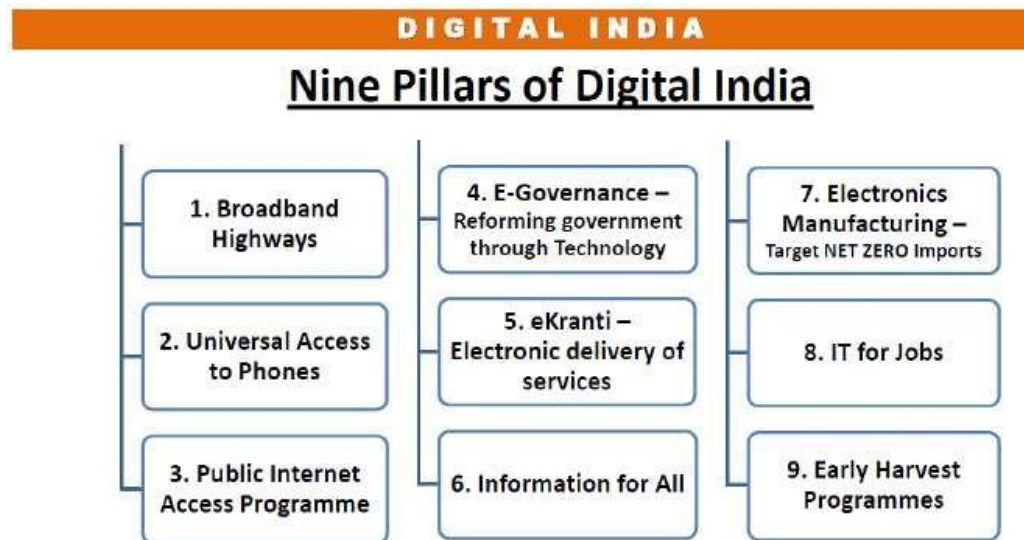 DIGITAL INDIA
Nine Pillars of Digital India
1. Broadband
Highways
2. Universal Access
to Phones
3. Public Internet
Access Programme
4. E-Governance –
Reforming government
through Technology
5. eKranti –
Electronic delivery of
services
6. Information for All
7. Electronics
Manufacturing –
Target NET ZERO Imports
8. IT for Jobs
9. Early Harvest
Programmes